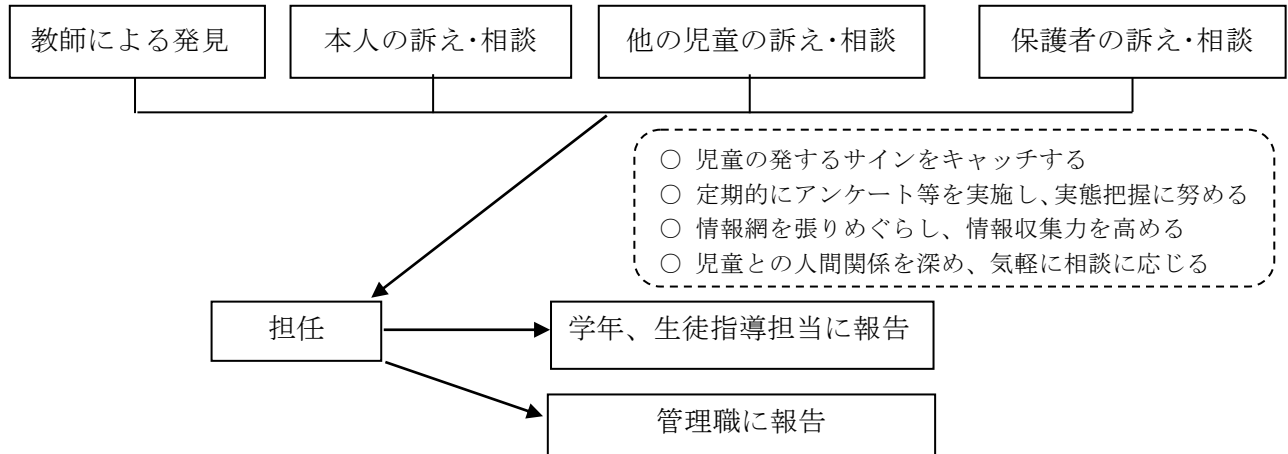 教師による発見
本人の訴え・相談
他の児童の訴え・相談
保護者の訴え・相談
○ 児童の発するサインをキャッチする
○ 定期的にアンケート等を実施し、実態把握に努める
○ 情報網を張りめぐらし、情報収集力を高める
○ 児童との人間関係を深め、気軽に相談に応じる
担任
学年、生徒指導担当に報告
管理職に報告